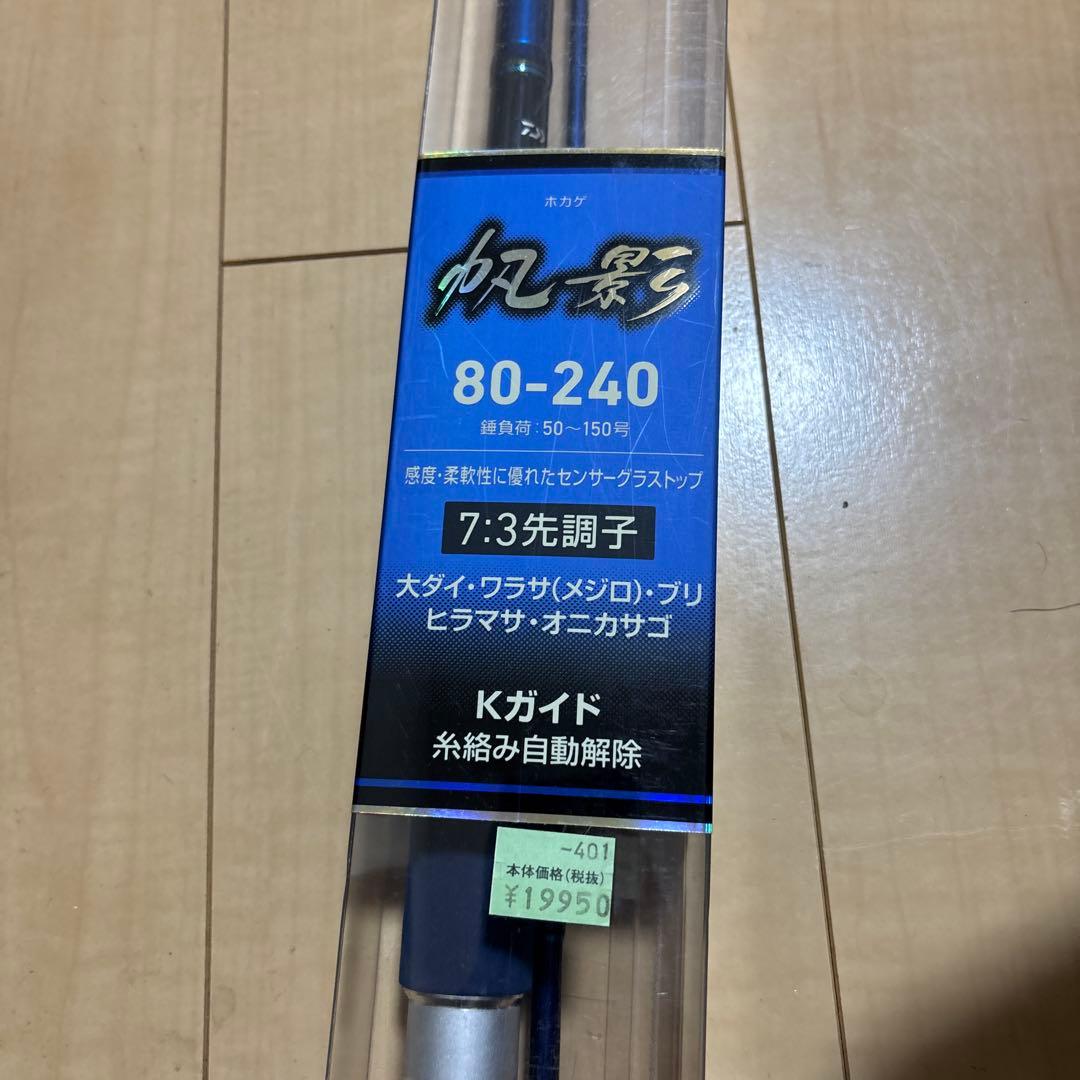 ホカゲ
帆影
80-240
錘負荷:50~150号
感度・柔軟性に優れたセンサーグラストップ
7:3先調子
大ダイ・ワラサ(メジロ)・ブリ
ヒラマサ・オニカサゴ
Kガイド
糸絡み自動解除
-401
本体価格(税抜)
¥19950